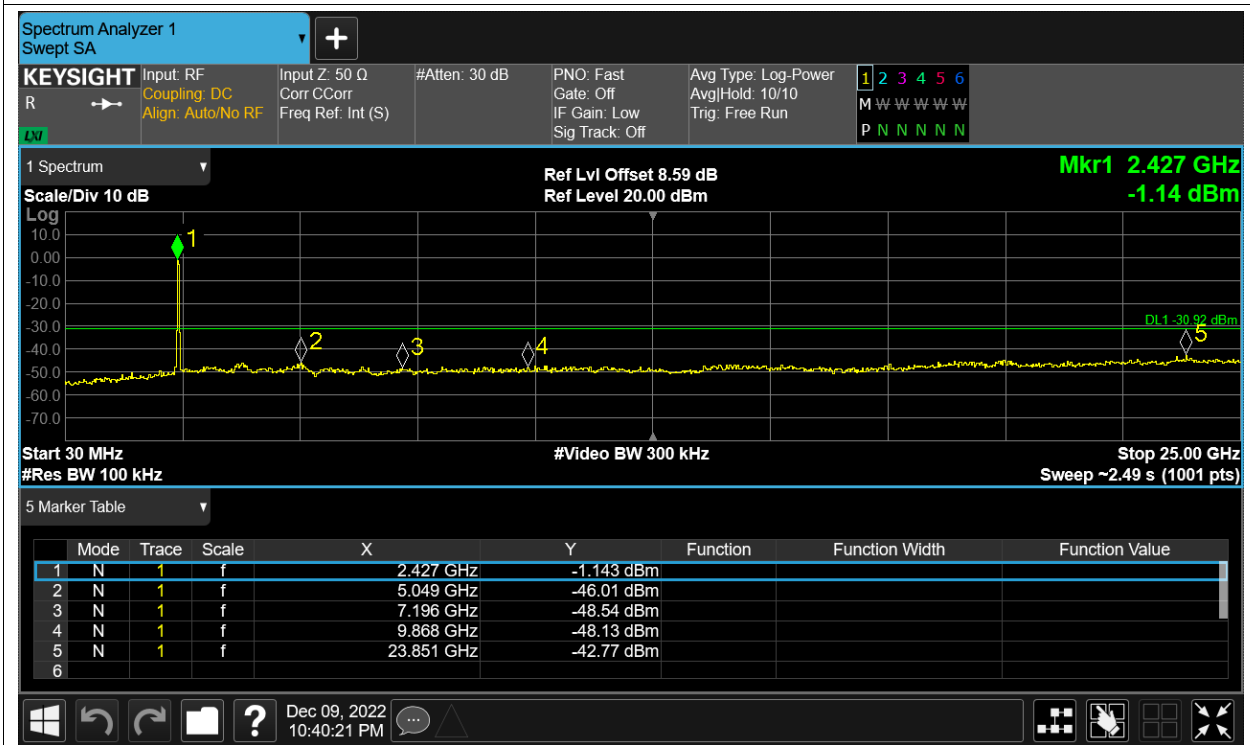 Spectrum Analyzer 1
Swept SA
KEYSIGHT
R
LXI
Input: RF
Coupling: DC
Align: Auto/No RF
Input Z: 50 Ω
Corr CCorr
Freq Ref: Int (S)
#Atten: 30 dB
PNO: Fast
Gate: Off
IF Gain: Low
Sig Track: Off
Avg Type: Log-Power
Avg|Hold: 10/10
Trig: Free Run
1 2 3 4 5 6
M W W W W W
P N N N N N
1 Spectrum
Scale/Div 10 dB
Ref Lvl Offset 8.59 dB
Ref Level 20.00 dBm
Mkr1 2.427 GHz
-1.14 dBm
Log
10.0
0.00
-10.0
-20.0
-30.0
-40.0
-50.0
-60.0
-70.0
1
2
3
4
5
DL1 -30.92 dBm
Start 30 MHz
#Res BW 100 kHz
#Video BW 300 kHz
Stop 25.00 GHz
Sweep ~2.49 s (1001 pts)
5 Marker Table
Mode Trace Scale X Y Function Function Width Function Value
1 N 1 f 2.427 GHz -1.143 dBm
2 N 1 f 5.049 GHz -46.01 dBm
3 N 1 f 7.196 GHz -48.54 dBm
4 N 1 f 9.868 GHz -48.13 dBm
5 N 1 f 23.851 GHz -42.77 dBm
6
?
Dec 09, 2022
10:40:21 PM